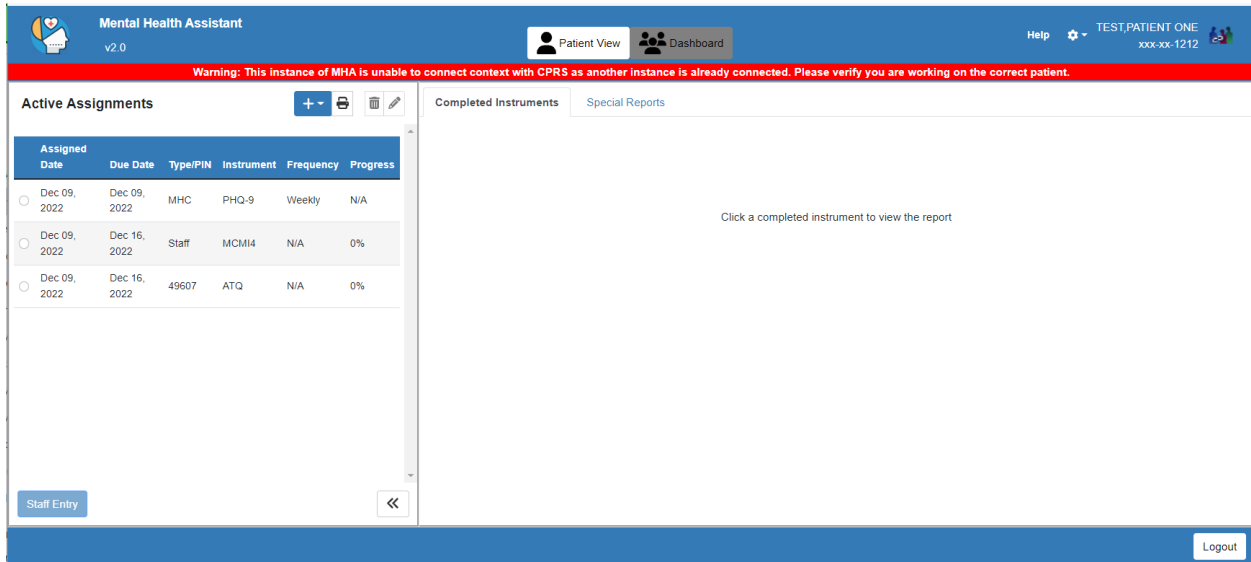 Mental Health Assistant
v2.0
Patient View
Dashboard
Help
TEST,PATIENT ONE
xxx-xx-1212
Warning: This instance of MHA is unable to connect context with CPRS as another instance is already connected. Please verify you are working on the correct patient.
Active Assignments
Completed Instruments
Special Reports
Assigned Date Due Date Type/PIN Instrument Frequency Progress
Dec 09, 2022 Dec 09, 2022 MHC PHQ-9 Weekly N/A
Dec 09, 2022 Dec 16, 2022 Staff MCMI4 N/A 0%
Dec 09, 2022 Dec 16, 2022 49607 ATQ N/A 0%
Click a completed instrument to view the report
Staff Entry
Logout